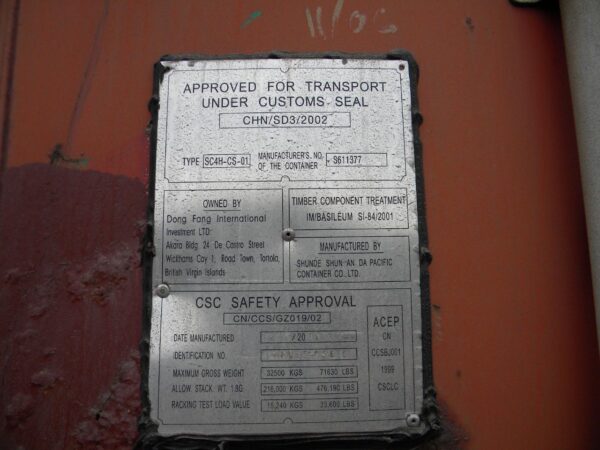 APPROVED FOR TRANSPORT
UNDER CUSTOMS SEAL
CHN/SD3/2002
TYPE SC4H-CS-01 MANUFACTURER'S NO. OF THE CONTAINER S611377
OWNED BY
Dong Fang International
Investment LTD:
Akara Bldg. 24 De Castro Street
Wickhams Cay 1, Road Town, Tortola,
British Virgin Islands
TIMBER COMPONENT TREATMENT
IM/BASILEUM SI-84/2001
MANUFACTURED BY
SHUNDE SHUN AN DA PACIFIC
CONTAINER CO., LTD.
CSC SAFETY APPROVAL
CN/CCS/GZ019/02
DATE MANUFACTURED /20
IDENTIFICATION NO.
MAXIMUM GROSS WEIGHT 32500 KGS 71630 LBS
ALLOW. STACK. WT. 1.8G 216,000 KGS 476,190 LBS
RACKING TEST LOAD VALUE 15,240 KGS 33,600 LBS
ACEP
CN
CCSBJ001
1999
CSCLC